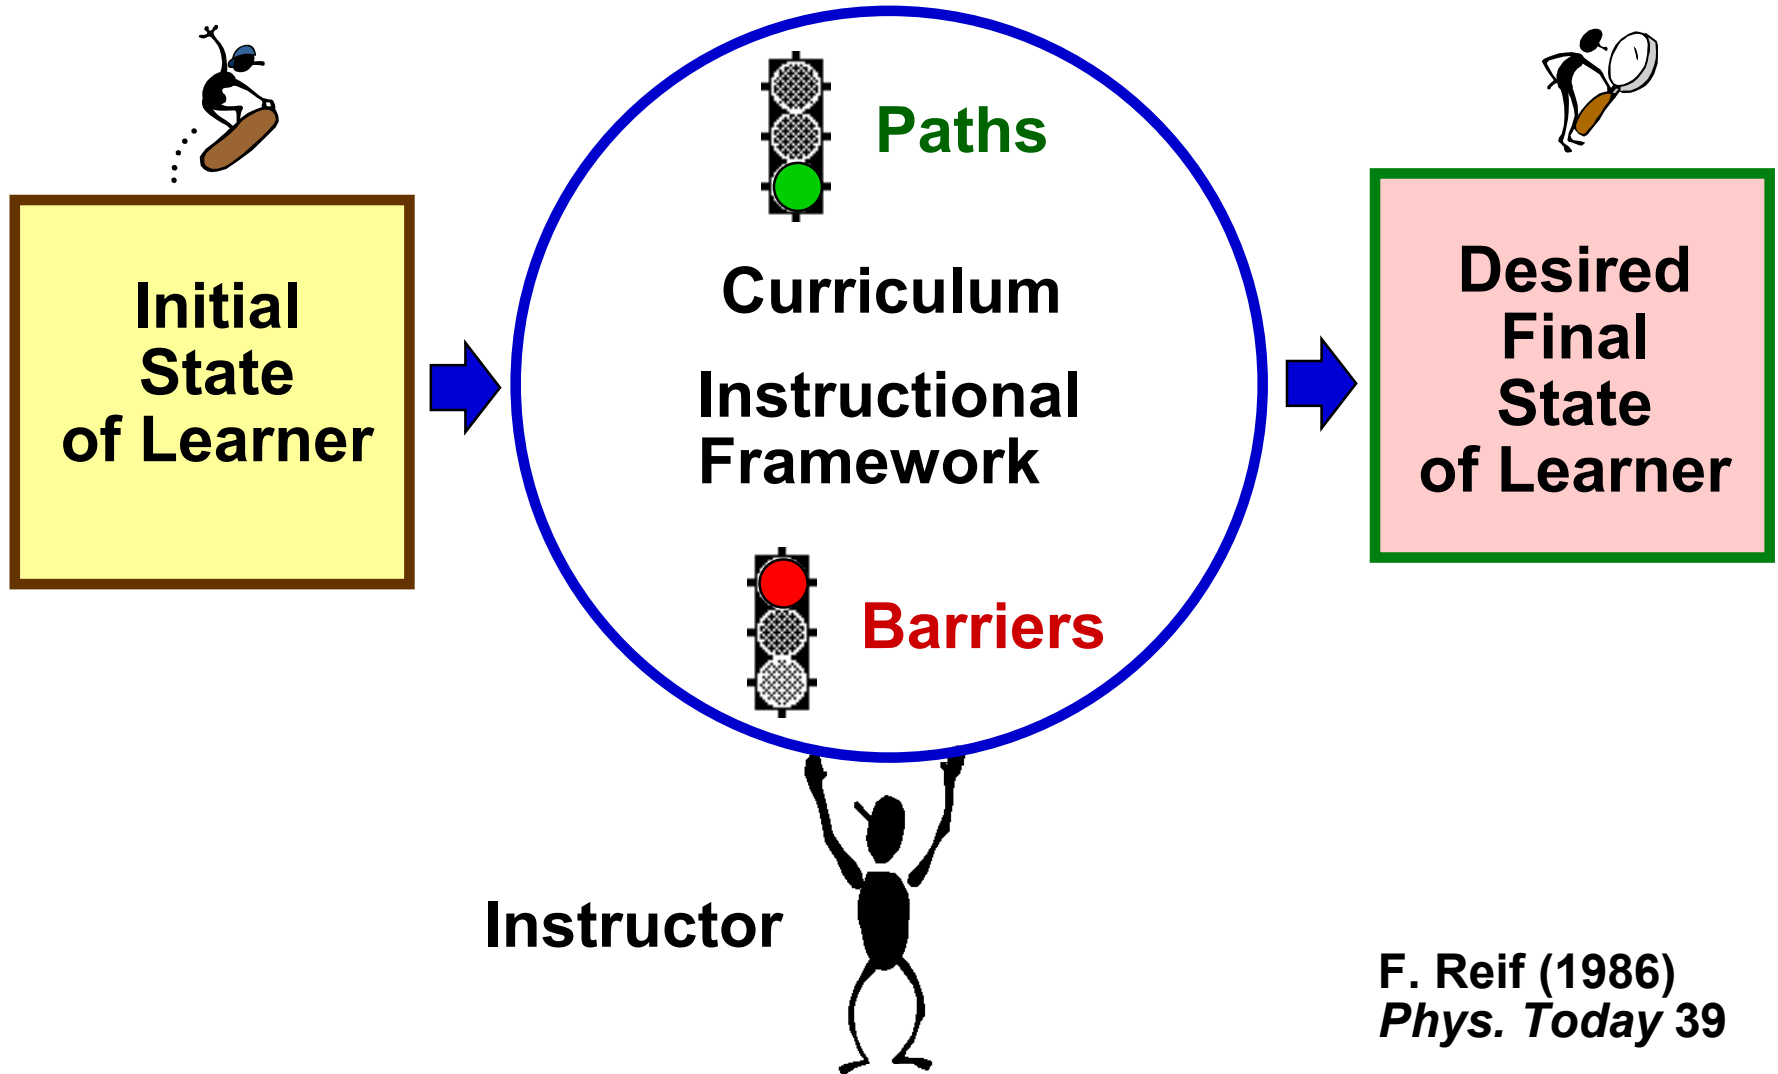 Initial
State
of Learner
Paths
Curriculum
Instructional
Framework
Barriers
Desired
Final
State
of Learner
Instructor
F. Reif (1986)
Phys. Today 39